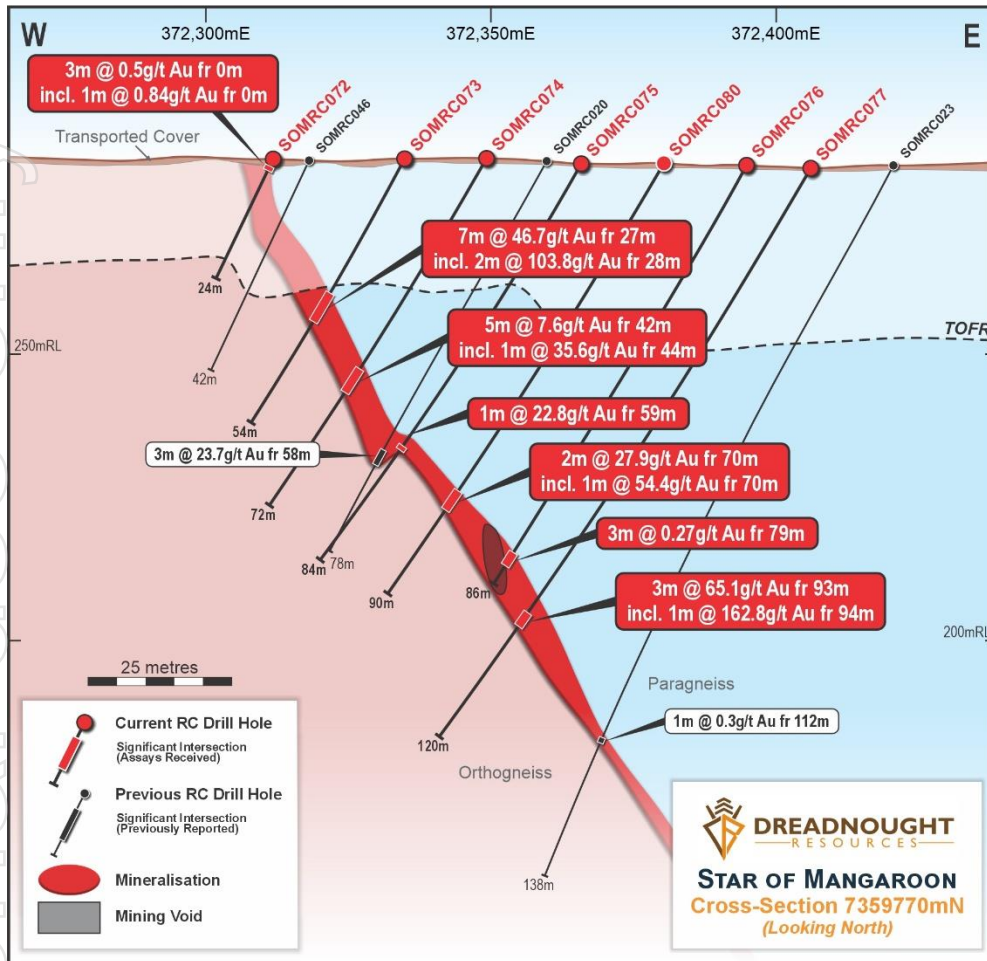 W
372,300mE
372,350mE
372,400mE
E
3m @ 0.5g/t Au fr 0m
incl. 1m @ 0.84g/t Au fr 0m
Transported Cover
SOMRC072
SOMRC046
SOMRC073
SOMRC074
SOMRC020
SOMRC075
SOMRC080
SOMRC076
SOMRC077
SOMRC023
7m @ 46.7g/t Au fr 27m
incl. 2m @ 103.8g/t Au fr 28m
24m
5m @ 7.6g/t Au fr 42m
incl. 1m @ 35.6g/t Au fr 44m
TOFR
250mRL
42m
1m @ 22.8g/t Au fr 59m
54m
3m @ 23.7g/t Au fr 58m
2m @ 27.9g/t Au fr 70m
incl. 1m @ 54.4g/t Au fr 70m
72m
3m @ 0.27g/t Au fr 79m
84m
78m
90m
86m
3m @ 65.1g/t Au fr 93m
incl. 1m @ 162.8g/t Au fr 94m
200mRL
25 metres
Paragneiss
1m @ 0.3g/t Au fr 112m
120m
Orthogneiss
138m
Current RC Drill Hole
Significant Intersection
(Assays Received)
Previous RC Drill Hole
Significant Intersection
(Previously Reported)
Mineralisation
Mining Void
DREADNOUGHT
RESOURCES
STAR OF MANGAROON
Cross-Section 7359770mN
(Looking North)